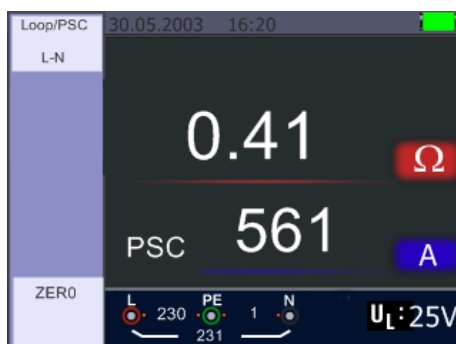 Loop/PSC 30.05.2003 16:20
L-N
0.41 Ω
PSC 561 A
ZER0
L PE N
230 1
231
UL:25V